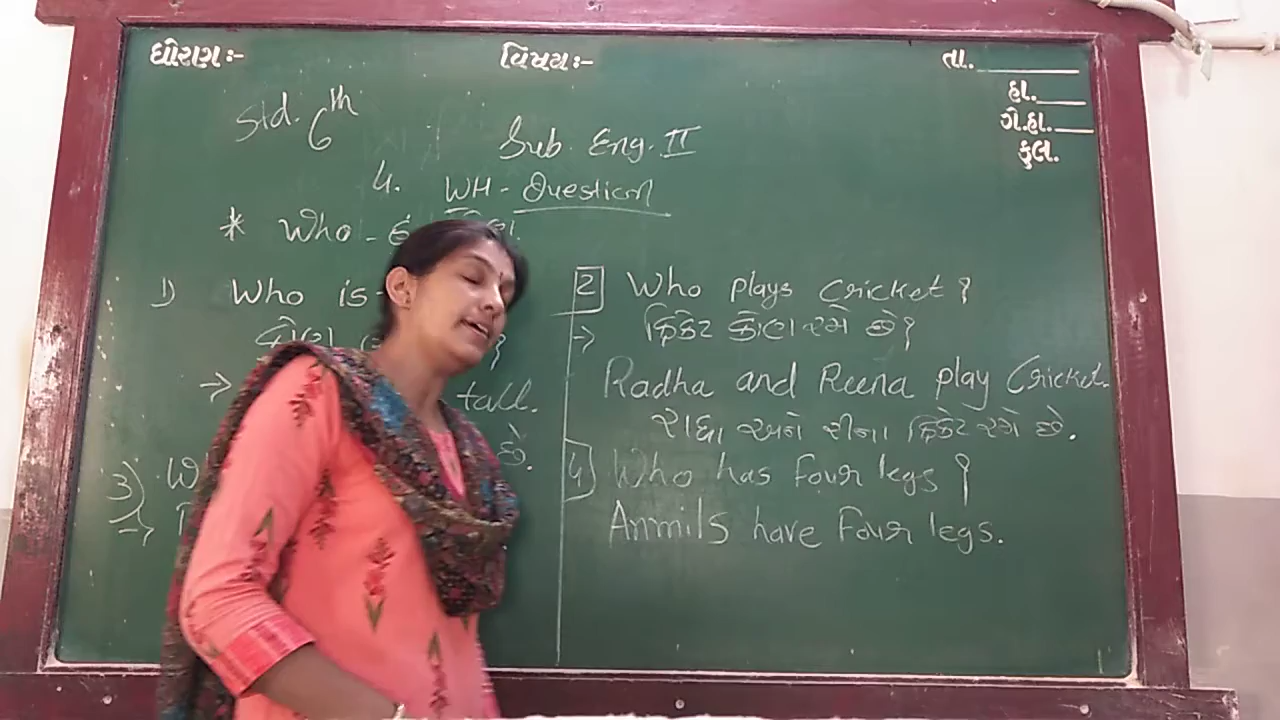 ધોરણ:-
વિષય:-
તા.
હા.
ગે.હા.
કુલ.
Std. 6th
Sub. Eng. II
4. WH - Question
* Who -
1) Who is
કોણ
→ tall.
છે.
2 Who plays Cricket?
→ ક્રિકેટ કોણ રમે છે?
Radha and Reena play Cricket.
રાધા અને રીના ક્રિકેટ રમે છે.
3)
→
4) Who has four legs?
Anmils have four legs.